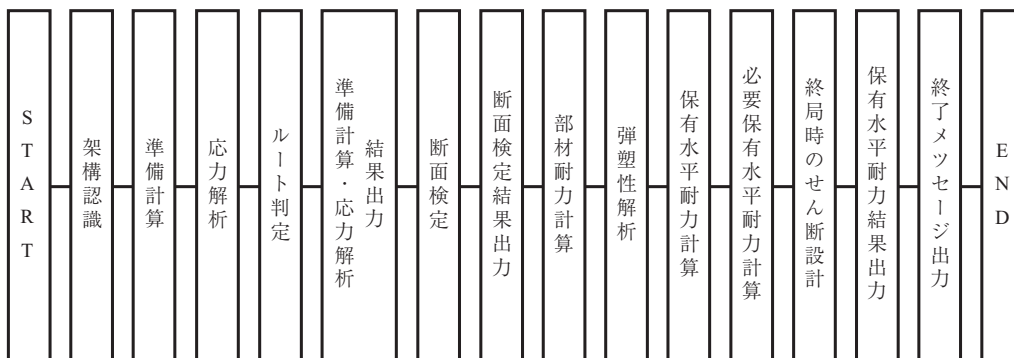 START
架構認識
準備計算
応力解析
ルート判定
準備計算・応力解析
結果出力
断面検定
断面検定結果出力
部材耐力計算
弾塑性解析
保有水平耐力計算
必要保有水平耐力計算
終局時のせん断設計
保有水平耐力結果出力
終了メツセージ出力
END